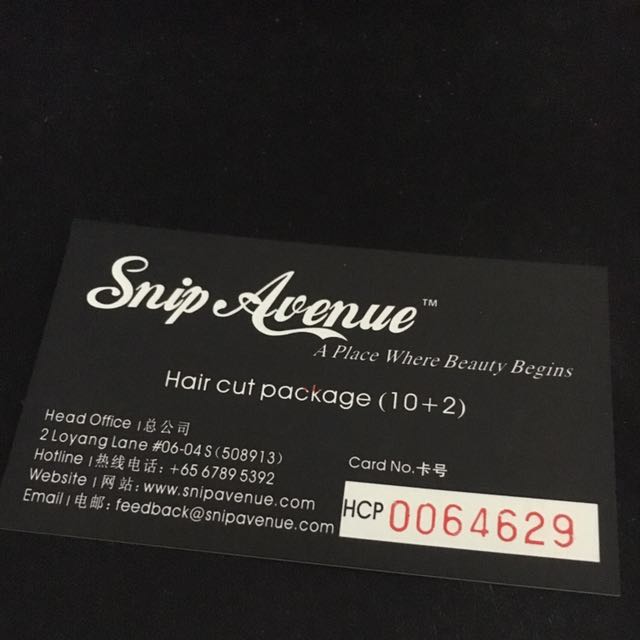 Snip Avenue™
A Place Where Beauty Begins
Hair cut package (10+2)
Head Office | 总公司
2 Loyang Lane #06-04 S (508913)
Hotline | 热线电话: +65 6789 5392
Website | 网站: www.snipavenue.com
Email | 电邮: feedback@snipavenue.com
Card No. 卡号
HCP 0064629